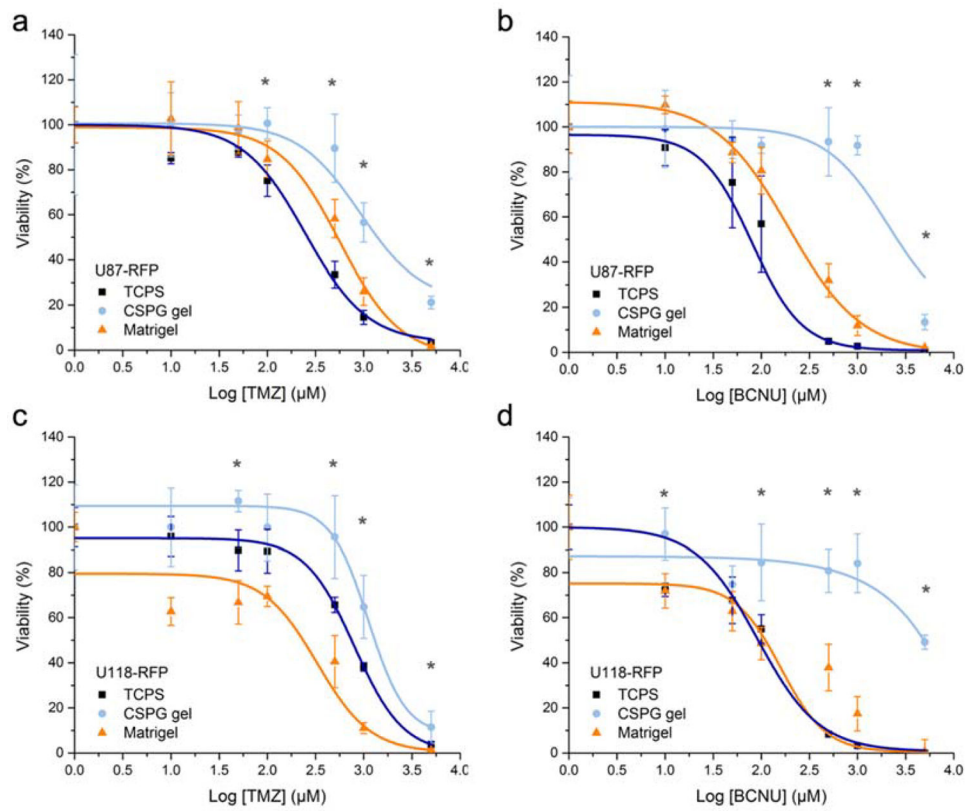 a
140
120
100
80
60
40
20
0
Viability (%)
* * * *
U87-RFP
TCPS
CSPG gel
Matrigel
0.0 0.5 1.0 1.5 2.0 2.5 3.0 3.5 4.0
Log [TMZ] (µM)
b
140
120
100
80
60
40
20
0
Viability (%)
* * *
U87-RFP
TCPS
CSPG gel
Matrigel
0.0 0.5 1.0 1.5 2.0 2.5 3.0 3.5 4.0
Log [BCNU] (µM)
c
140
120
100
80
60
40
20
0
Viability (%)
* * * *
U118-RFP
TCPS
CSPG gel
Matrigel
0.0 0.5 1.0 1.5 2.0 2.5 3.0 3.5 4.0
Log [TMZ] (µM)
d
140
120
100
80
60
40
20
0
Viability (%)
* * * * *
U118-RFP
TCPS
CSPG gel
Matrigel
0.0 0.5 1.0 1.5 2.0 2.5 3.0 3.5 4.0
Log [BCNU] (µM)